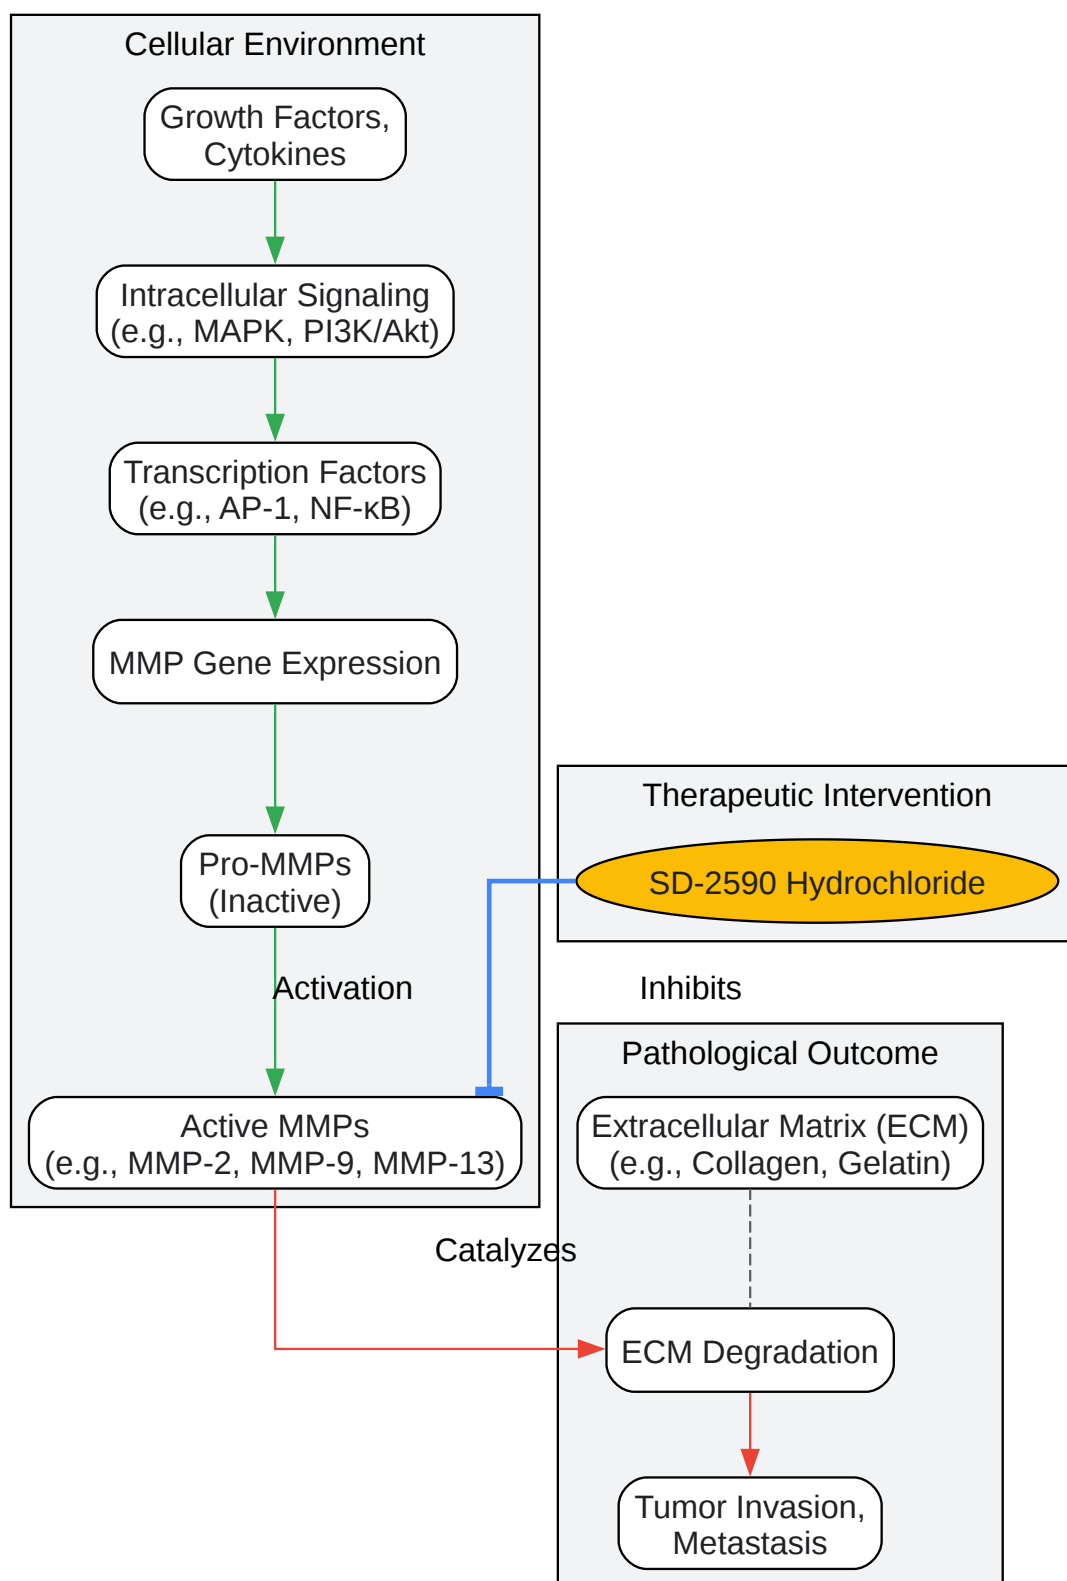 Cellular Environment
Growth Factors,
Cytokines
Intracellular Signaling
(e.g., MAPK, PI3K/Akt)
Transcription Factors
(e.g., AP-1, NF-κB)
MMP Gene Expression
Pro-MMPs
(Inactive)
Activation
Active MMPs
(e.g., MMP-2, MMP-9, MMP-13)
Therapeutic Intervention
SD-2590 Hydrochloride
Inhibits
Pathological Outcome
Extracellular Matrix (ECM)
(e.g., Collagen, Gelatin)
Catalyzes
ECM Degradation
Tumor Invasion,
Metastasis